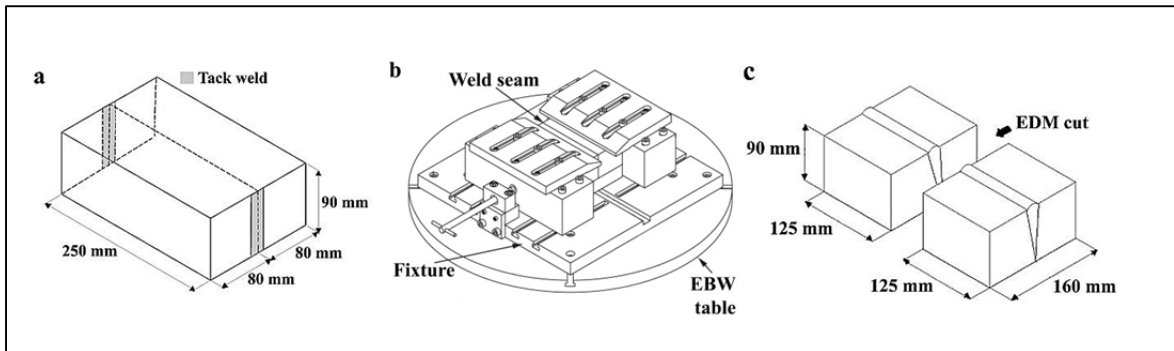 a
Tack weld
250 mm
80 mm
80 mm
90 mm
b
Weld seam
Fixture
EBW
table
c
EDM cut
90 mm
125 mm
125 mm
160 mm